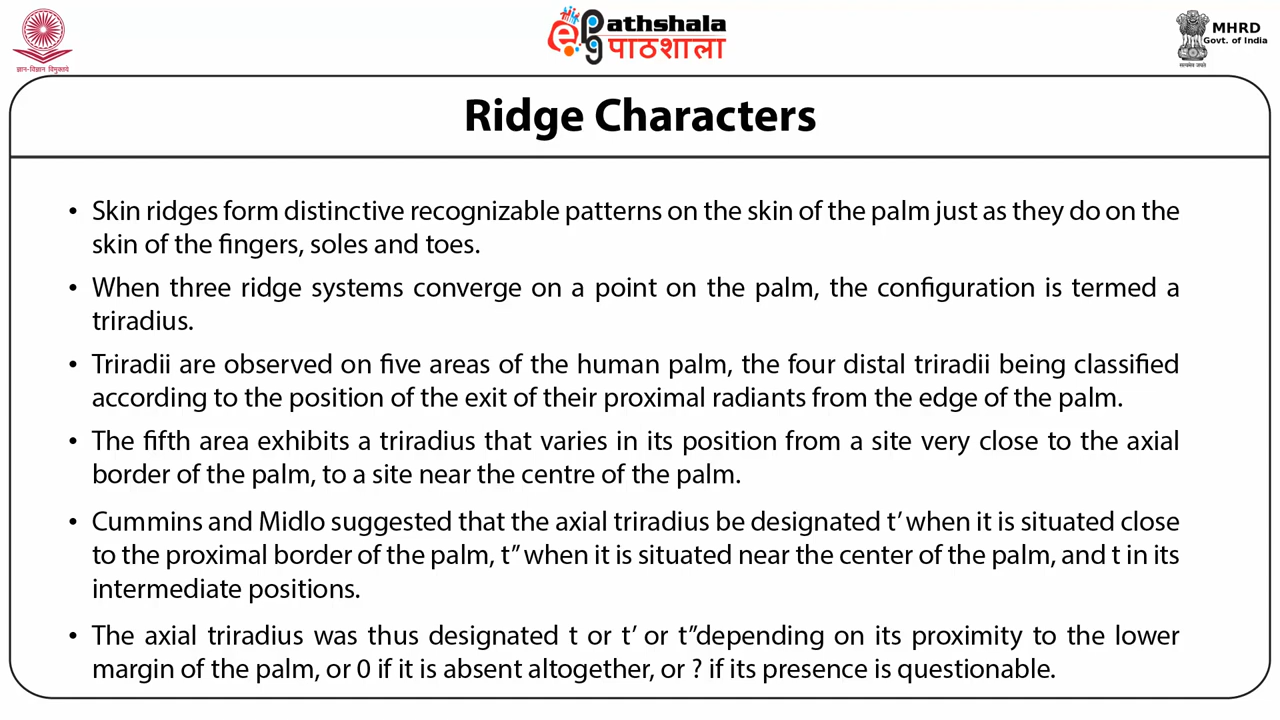 ePG Pathshala
पाठशाला
ज्ञान-विज्ञान विमुक्तये
MHRD
Govt. of India
सत्यमेव जयते
Ridge Characters
• Skin ridges form distinctive recognizable patterns on the skin of the palm just as they do on the
skin of the fingers, soles and toes.
• When three ridge systems converge on a point on the palm, the configuration is termed a
triradius.
• Triradii are observed on five areas of the human palm, the four distal triradii being classified
according to the position of the exit of their proximal radiants from the edge of the palm.
• The fifth area exhibits a triradius that varies in its position from a site very close to the axial
border of the palm, to a site near the centre of the palm.
• Cummins and Midlo suggested that the axial triradius be designated t’ when it is situated close
to the proximal border of the palm, t” when it is situated near the center of the palm, and t in its
intermediate positions.
• The axial triradius was thus designated t or t’ or t”depending on its proximity to the lower
margin of the palm, or 0 if it is absent altogether, or ? if its presence is questionable.